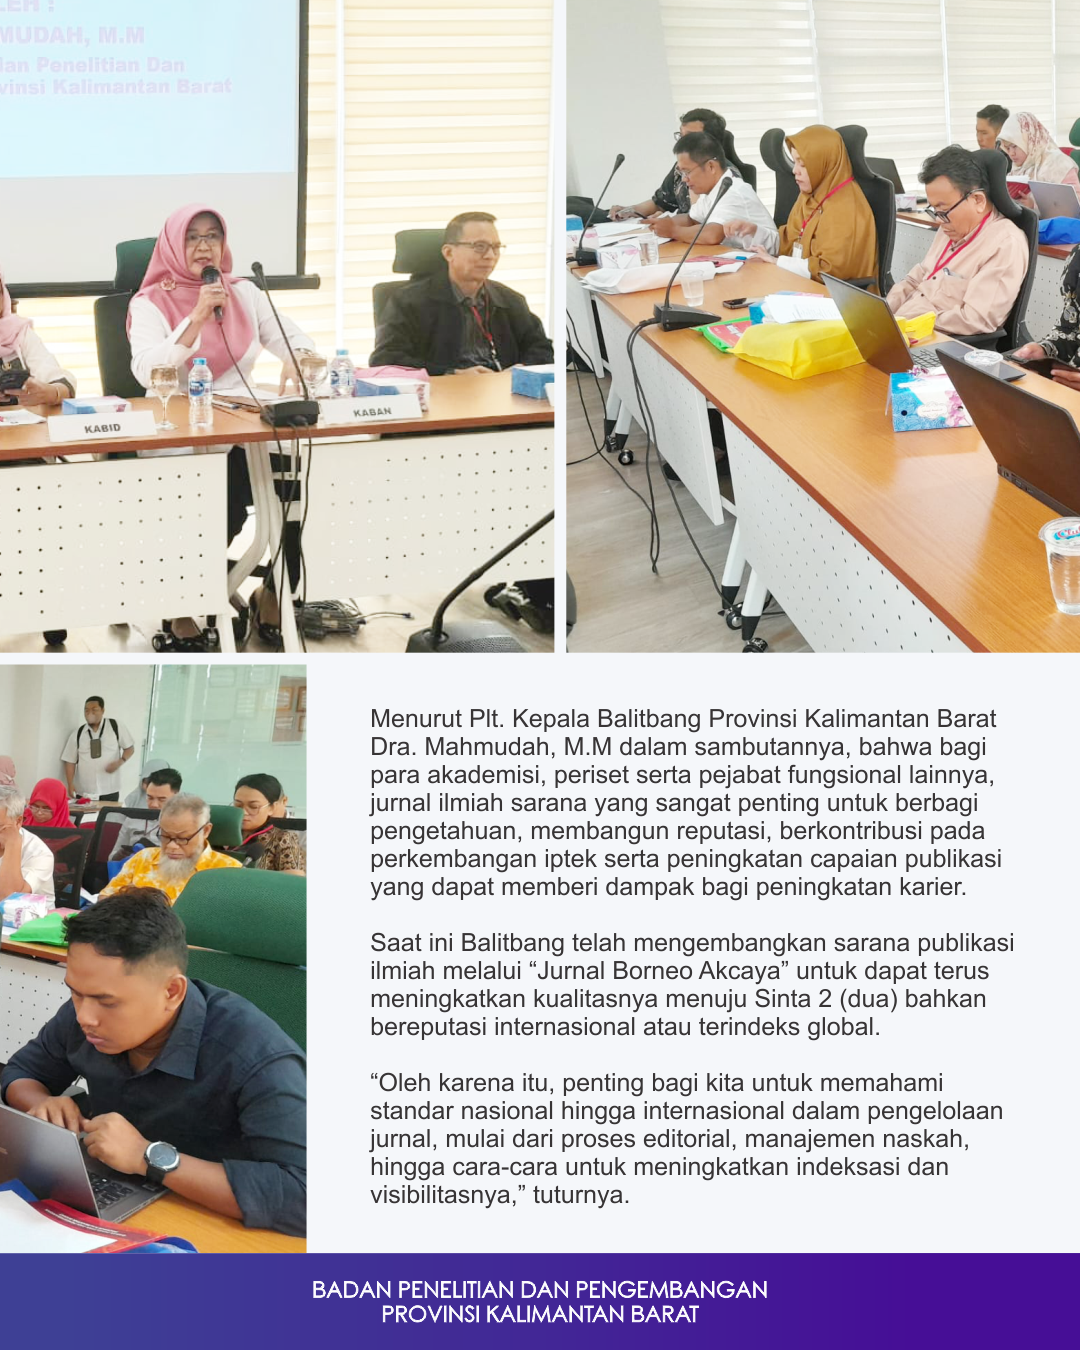 MUDAH, M.M
Penelitian Dan
Kalimantan Barat
KABID
KABAN
Menurut Plt. Kepala Balitbang Provinsi Kalimantan Barat
Dra. Mahmudah, M.M dalam sambutannya, bahwa bagi
para akademisi, periset serta pejabat fungsional lainnya,
jurnal ilmiah sarana yang sangat penting untuk berbagi
pengetahuan, membangun reputasi, berkontribusi pada
perkembangan iptek serta peningkatan capaian publikasi
yang dapat memberi dampak bagi peningkatan karier.
Saat ini Balitbang telah mengembangkan sarana publikasi
ilmiah melalui “Jurnal Borneo Akcaya” untuk dapat terus
meningkatkan kualitasnya menuju Sinta 2 (dua) bahkan
bereputasi internasional atau terindeks global.
“Oleh karena itu, penting bagi kita untuk memahami
standar nasional hingga internasional dalam pengelolaan
jurnal, mulai dari proses editorial, manajemen naskah,
hingga cara-cara untuk meningkatkan indeksasi dan
visibilitasnya,” tuturnya.
BADAN PENELITIAN DAN PENGEMBANGAN
PROVINSI KALIMANTAN BARAT